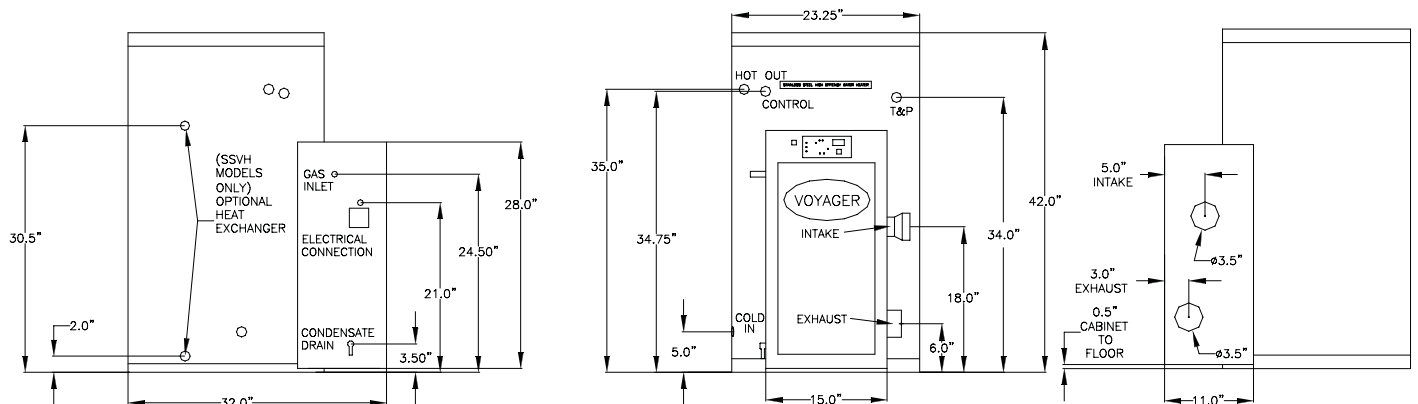 30.5"
2.0"
(SSVH
MODELS
ONLY)
OPTIONAL
HEAT
EXCHANGER
GAS
INLET
ELECTRICAL
CONNECTION
CONDENSATE
DRAIN
3.50"
21.0"
24.50"
28.0"
32.0"
23.25"
HOT OUT
CONTROL
T&P
35.0"
34.75"
VOYAGER
INTAKE
EXHAUST
COLD
IN
5.0"
6.0"
18.0"
34.0"
42.0"
15.0"
5.0"
INTAKE
ø3.5"
3.0"
EXHAUST
0.5"
CABINET
TO
FLOOR
ø3.5"
11.0"